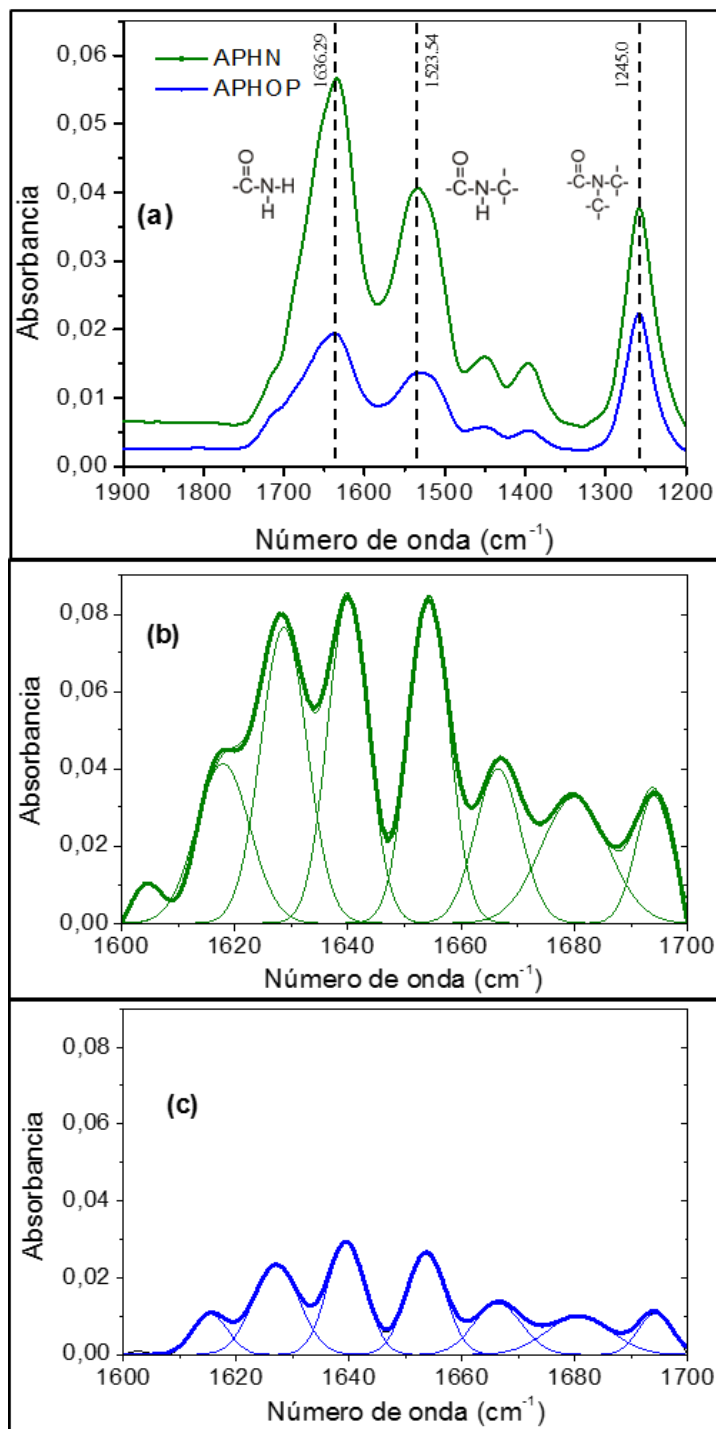 0,06
APHN
APHOP
1636.29
1523.54
1245.0
0,05
0,04
O
-C-N-H
H
O
-C-N-C-
H
O
-C-N-C-
-C-
(a)
Absorbancia
0,03
0,02
0,01
0,00
1900 1800 1700 1600 1500 1400 1300 1200
Número de onda (cm-1)
(b)
0,08
0,06
0,04
0,02
0,00
Absorbancia
1600 1620 1640 1660 1680 1700
Número de onda (cm-1)
(c)
0,08
0,06
0,04
0,02
0,00
Absorbancia
1600 1620 1640 1660 1680 1700
Número de onda (cm-1)